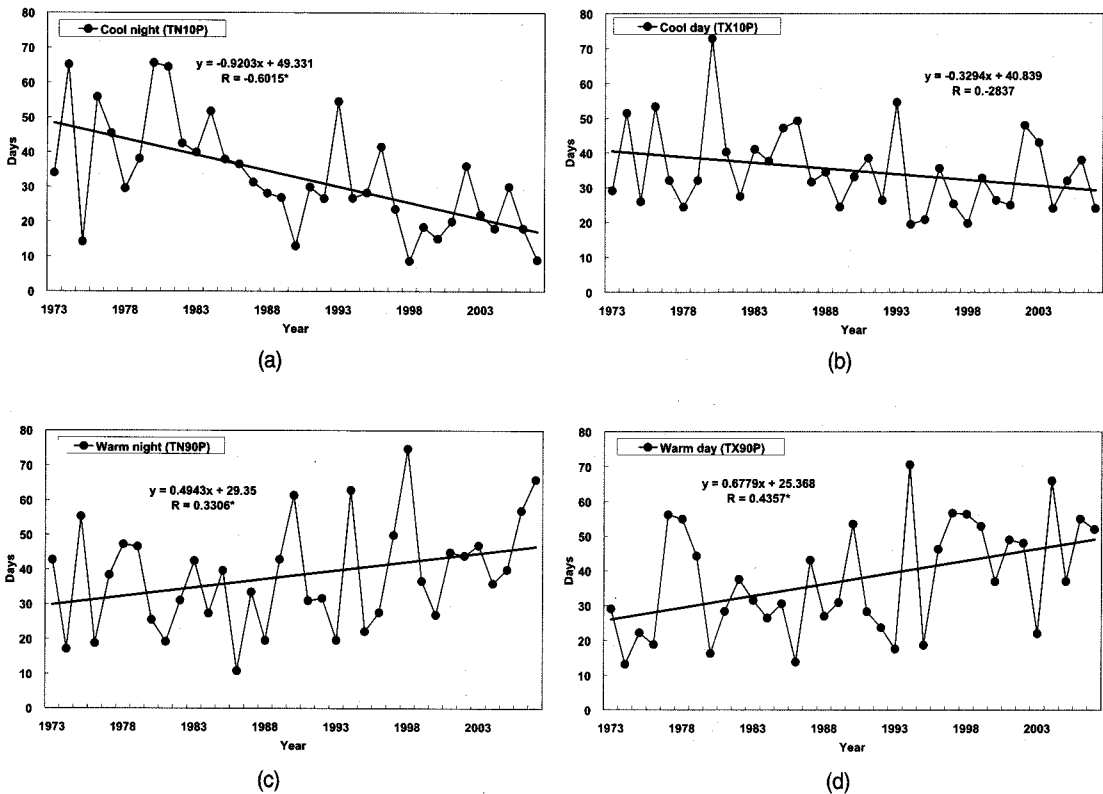 Cool night (TN10P)
y = -0.9203x + 49.331
R = -0.6015*
Days
80
70
60
50
40
30
20
10
0
1973 1978 1983 1988 1993 1998 2003
Year
(a)
Cool day (TX10P)
y = -0.3294x + 40.839
R = 0.-2837
Days
80
70
60
50
40
30
20
10
0
1973 1978 1983 1988 1993 1998 2003
Year
(b)
Warm night (TN90P)
y = 0.4943x + 29.35
R = 0.3306*
Days
80
70
60
50
40
30
20
10
0
1973 1978 1983 1988 1993 1998 2003
Year
(c)
Warm day (TX90P)
y = 0.6779x + 25.368
R = 0.4357*
Days
80
70
60
50
40
30
20
10
0
1973 1978 1983 1988 1993 1998 2003
Year
(d)